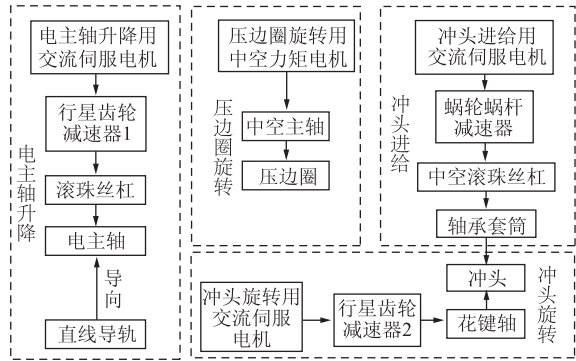 电主轴升降用
交流伺服电机
行星齿轮
减速器1
滚珠丝杠
电主轴
导向
直线导轨
电主轴升降
压边圈旋转用
中空力矩电机
中空主轴
压边圈
压边圈旋转
冲头进给用
交流伺服电机
蜗轮蜗杆
减速器
中空滚珠丝杠
轴承套筒
冲头进给
冲头旋转用
交流伺服
电机
行星齿轮
减速器2
花键轴
冲头
冲头旋转